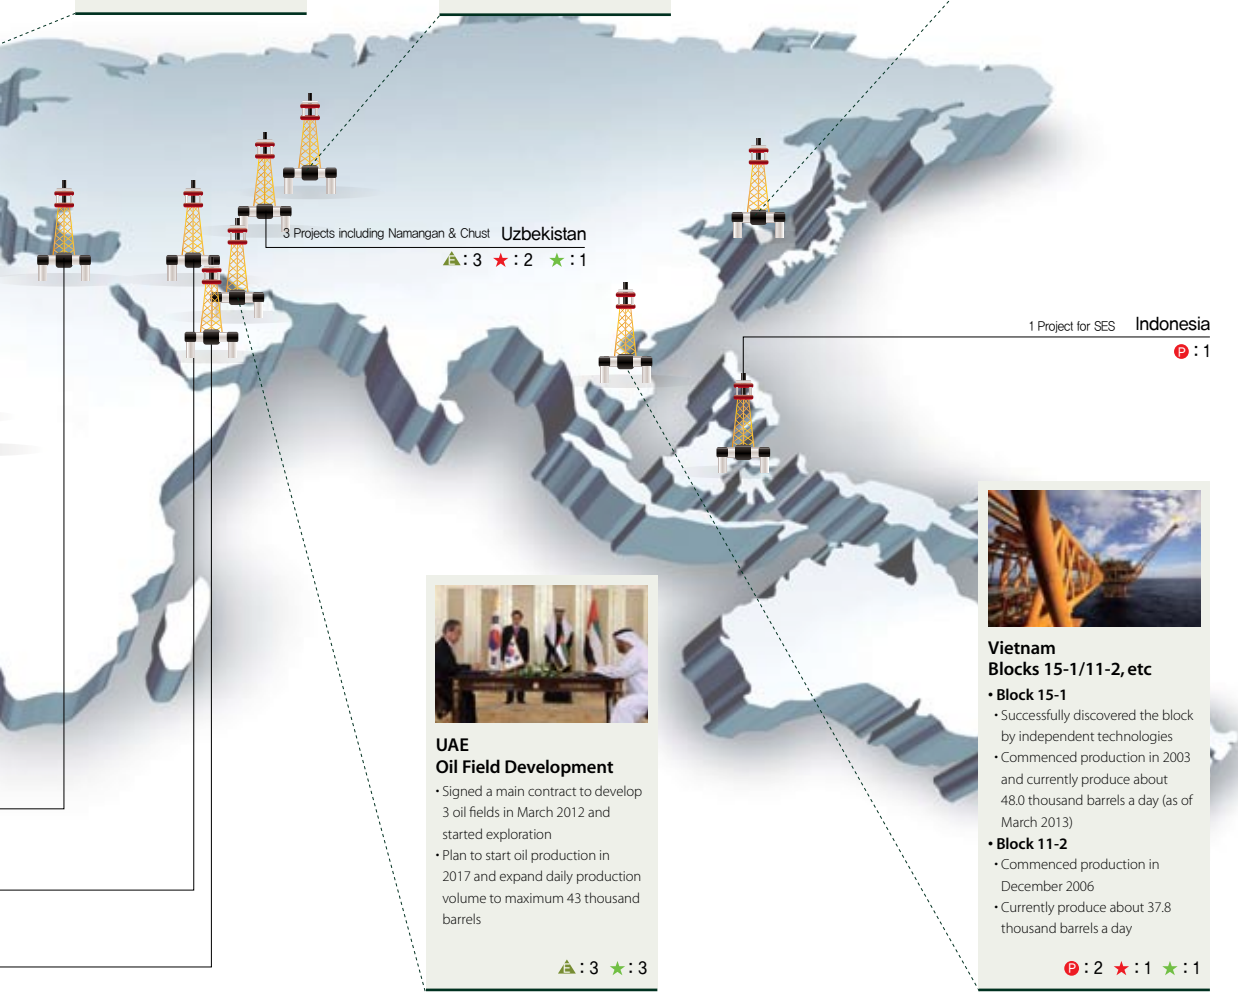 3 Projects including Namangan & Chust Uzbekistan
E : 3 ★ : 2 ★ : 1
1 Project for SES Indonesia
P : 1
UAE
Oil Field Development
• Signed a main contract to develop
3 oil fields in March 2012 and
started exploration
• Plan to start oil production in
2017 and expand daily production
volume to maximum 43 thousand
barrels
E : 3 ★ : 3
Vietnam
Blocks 15-1/11-2, etc
• Block 15-1
• Successfully discovered the block
by independent technologies
• Commenced production in 2003
and currently produce about
48.0 thousand barrels a day (as of
March 2013)
• Block 11-2
• Commenced production in
December 2006
• Currently produce about 37.8
thousand barrels a day
P : 2 ★ : 1 ★ : 1